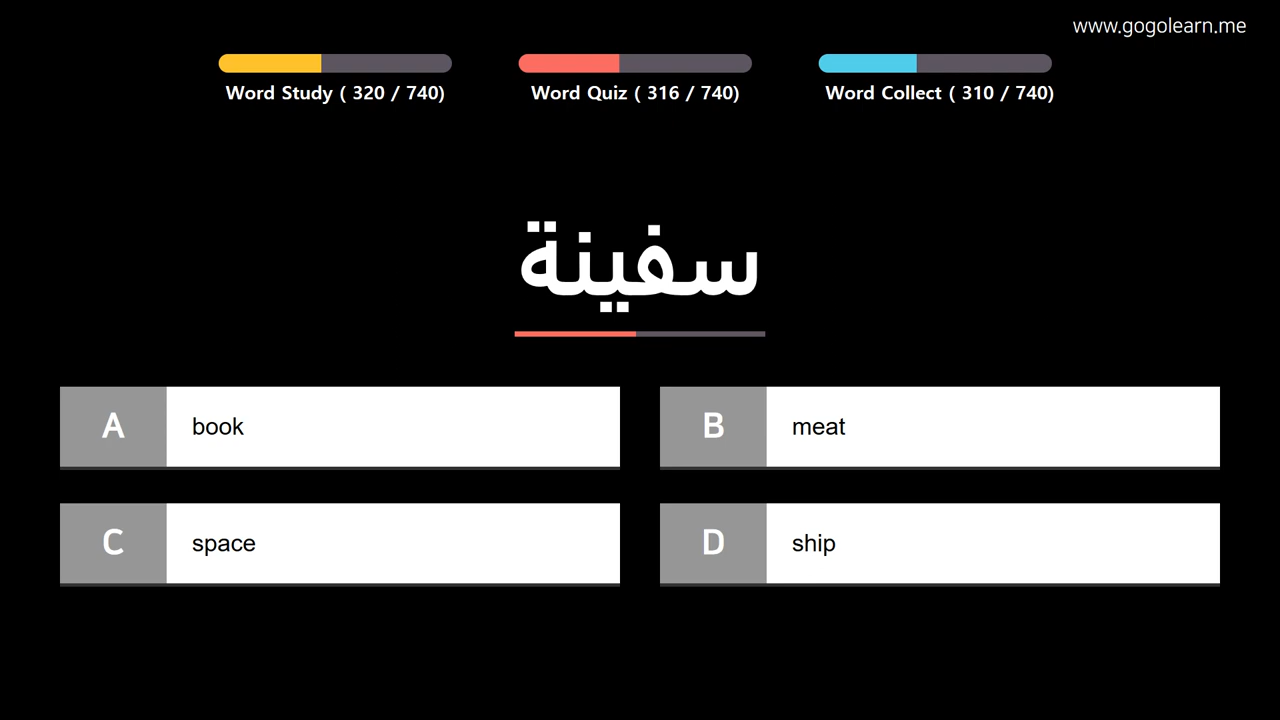 www.gogolearn.me
Word Study ( 320 / 740)
Word Quiz ( 316 / 740)
Word Collect ( 310 / 740)
سفينة
A book
B meat
C space
D ship